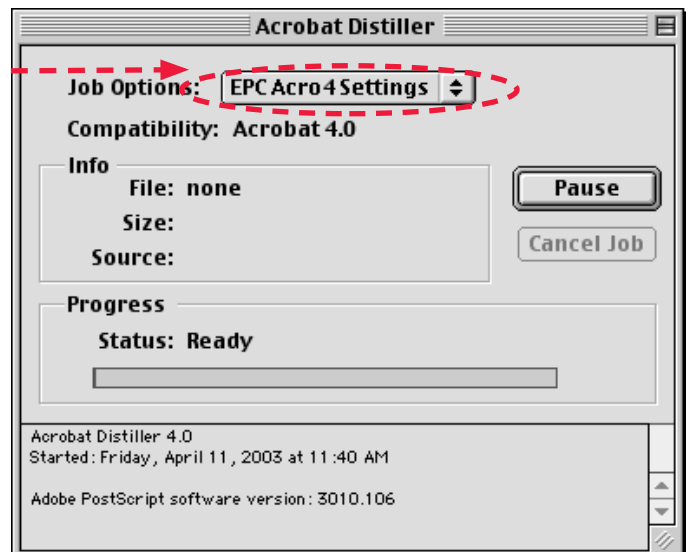 Acrobat Distiller
Job Options: EPC Acro4 Settings
Compatibility: Acrobat 4.0
Info
File: none
Size:
Source:
Pause
Cancel Job
Progress
Status: Ready
Acrobat Distiller 4.0
Started: Friday, April 11, 2003 at 11:40 AM
Adobe PostScript software version: 3010.106